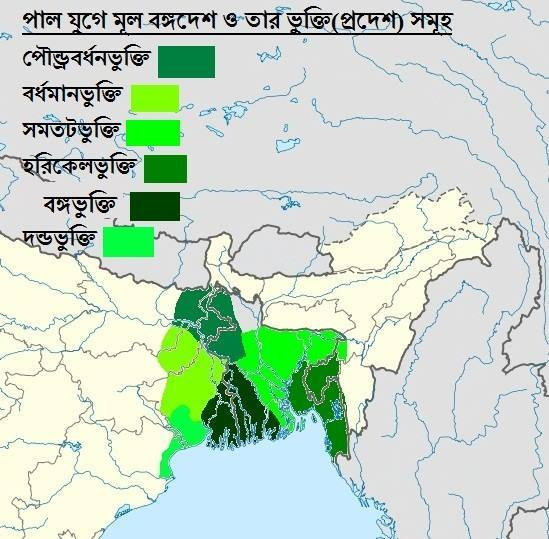 পাল যুগে মূল বঙ্গদেশ ও তার ভুক্তি(প্রদেশ) সমূহ
পৌন্ড্রবর্ধনভুক্তি
বর্ধমানভুক্তি
সমতটভুক্তি
হরিকেলভুক্তি
বঙ্গভুক্তি
দন্ডভুক্তি